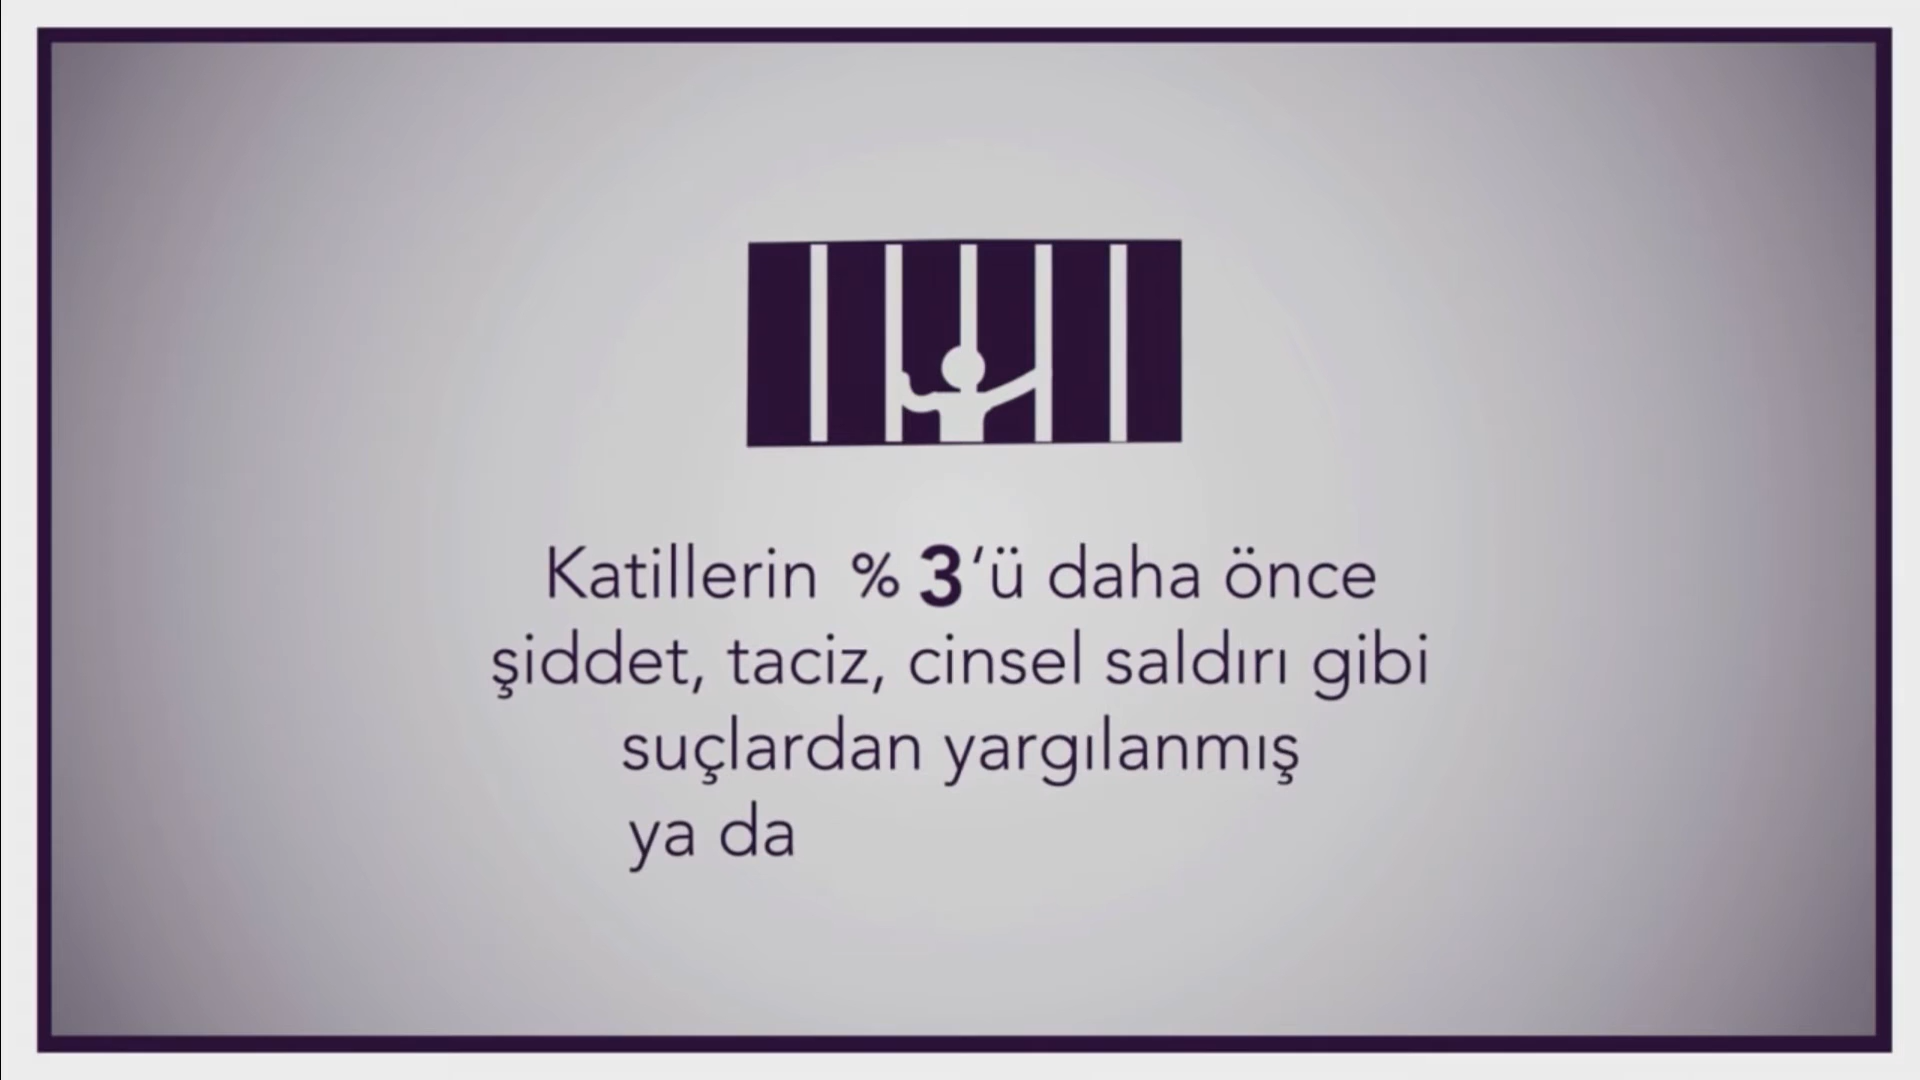 Katillerin % 3'ü daha önce
şiddet, taciz, cinsel saldırı gibi
suçlardan yargılanmış
ya da